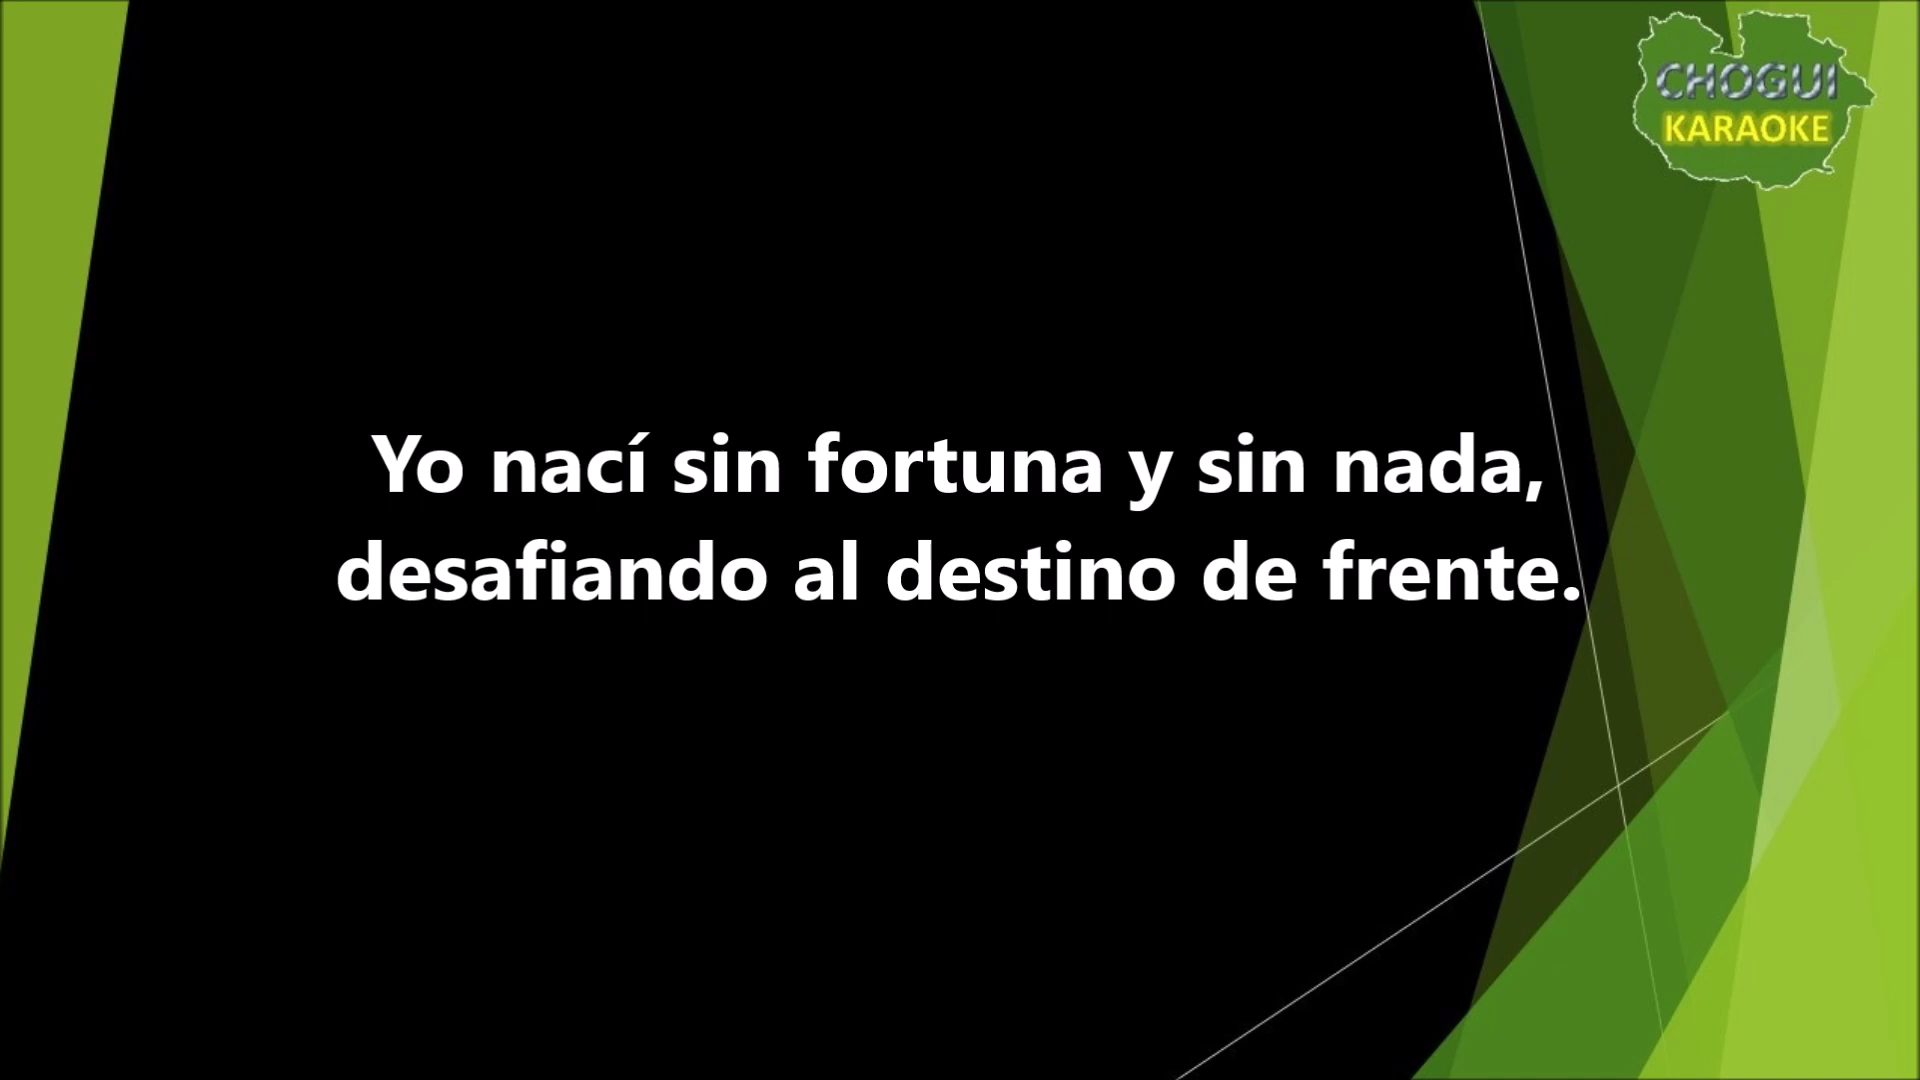 CHOGUI
KARAOKE
Yo nací sin fortuna y sin nada,
desafiando al destino de frente.